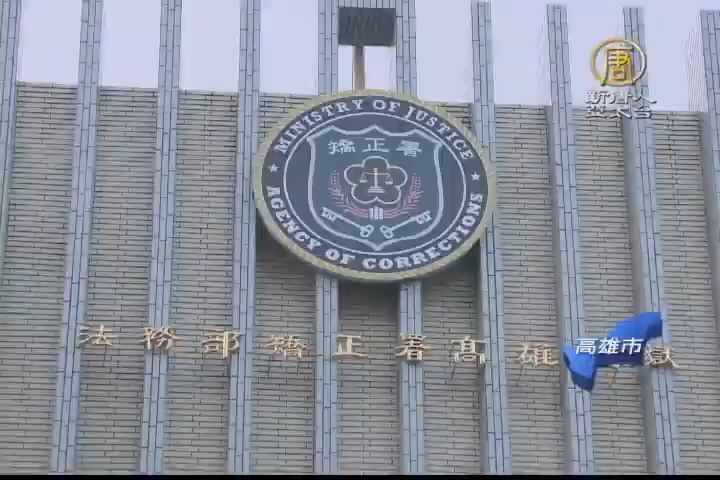 唐
新唐人
亞太台
MINISTRY OF JUSTICE
矯正署
AGENCY OF CORRECTIONS
法務部矯正署高雄
獄
高雄市